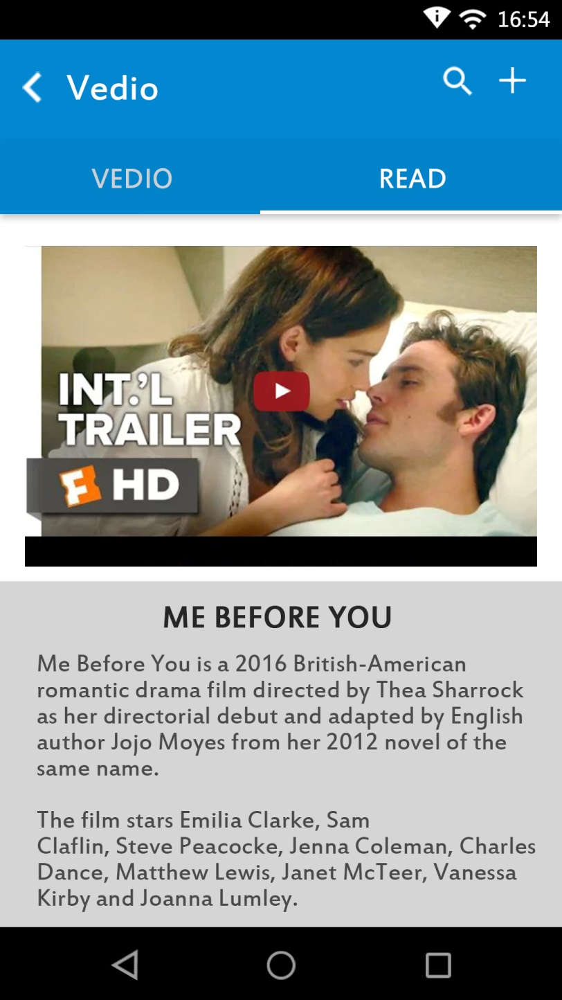 16:54
Vedio
VEDIO
READ
INT.'L
TRAILER
F HD
ME BEFORE YOU
Me Before You is a 2016 British-American
romantic drama film directed by Thea Sharrock
as her directorial debut and adapted by English
author Jojo Moyes from her 2012 novel of the
same name.
The film stars Emilia Clarke, Sam
Claflin, Steve Peacocke, Jenna Coleman, Charles
Dance, Matthew Lewis, Janet McTeer, Vanessa
Kirby and Joanna Lumley.